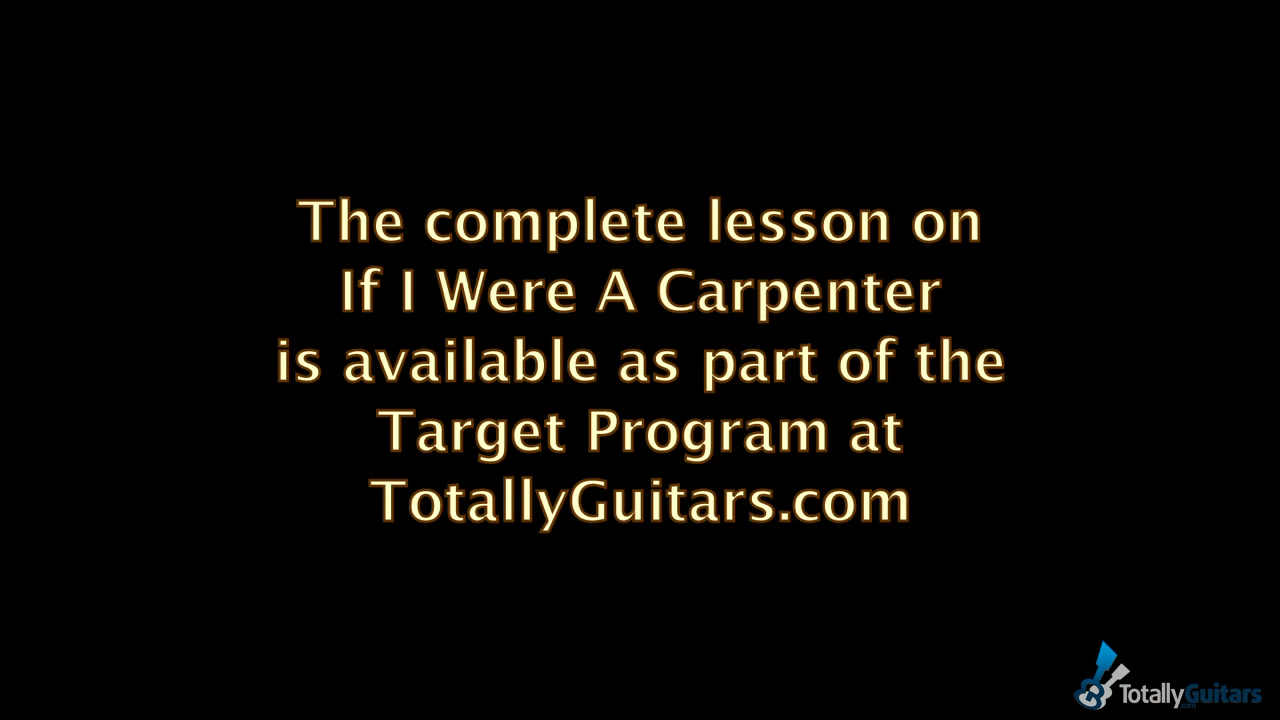 The complete lesson on
If I Were A Carpenter
is available as part of the
Target Program at
TotallyGuitars.com
TotallyGuitars
.com